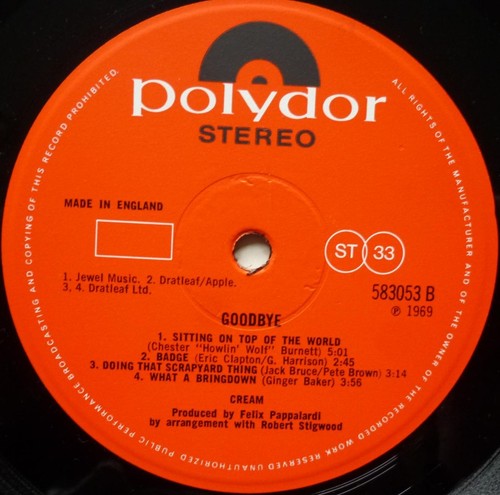 polydor
STEREO
MADE IN ENGLAND
ST 33
1. Jewel Music. 2. Dratleaf/Apple.
3. 4. Dratleaf Ltd.
583053 B
℗ 1969
GOODBYE
1. SITTING ON TOP OF THE WORLD
(Chester "Howlin' Wolf" Burnett) 5:01
2. BADGE (Eric Clapton/G. Harrison) 2:45
3. DOING THAT SCRAPYARD THING (Jack Bruce/Pete Brown) 3:14
4. WHAT A BRINGDOWN (Ginger Baker) 3:56
CREAM
Produced by Felix Pappalardi
by arrangement with Robert Stigwood
ALL RIGHTS OF THE MANUFACTURER AND OF THE OWNER OF THE RECORDED WORK RESERVED UNAUTHORIZED PUBLIC PERFORMANCE BROADCASTING AND COPYING OF THIS RECORD PROHIBITED.